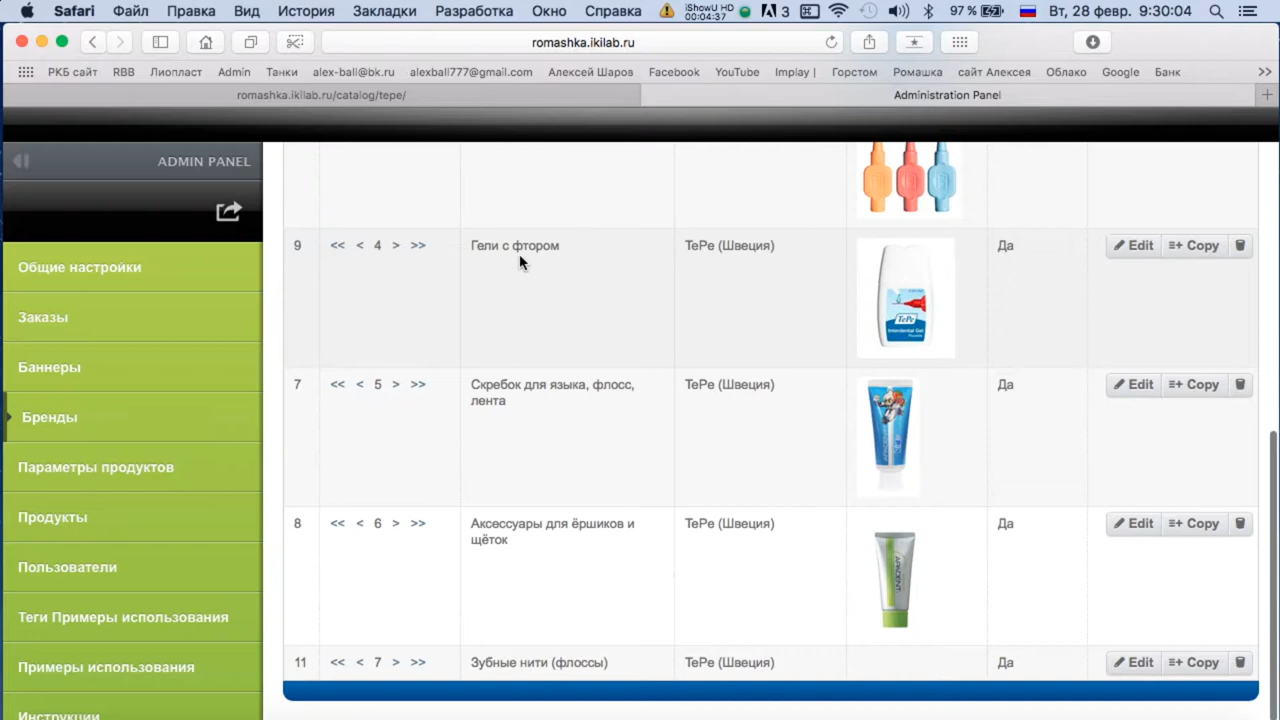 Safari Файл Правка Вид История Закладки Разработка Окно Справка iShowU HD 00:04:37 3 97 % Вт, 28 февр. 9:30:04
romashka.ikilab.ru
РКБ сайт RBB Лиопласт Admin Танки alex-ball@bk.ru alexball777@gmail.com Алексей Шаров Facebook YouTube Implay | Горстом Ромашка сайт Алексея Облако Google Банк >>
romashka.ikilab.ru/catalog/tepe/ Administration Panel +
ADMIN PANEL
Общие настройки
Заказы
Баннеры
Бренды
Параметры продуктов
Продукты
Пользователи
Теги Примеры использования
Примеры использования
Инструкции
9 << < 4 > >> Гели с фтором TePe (Швеция) Да Edit Copy
TePe
Interdental Gel
7 << < 5 > >> Скребок для языка, флосс, TePe (Швеция) Да Edit Copy
лента
8 << < 6 > >> Аксессуары для ёршиков и TePe (Швеция) Да Edit Copy
щёток
APADENT
11 << < 7 > >> Зубные нити (флоссы) TePe (Швеция) Да Edit Copy